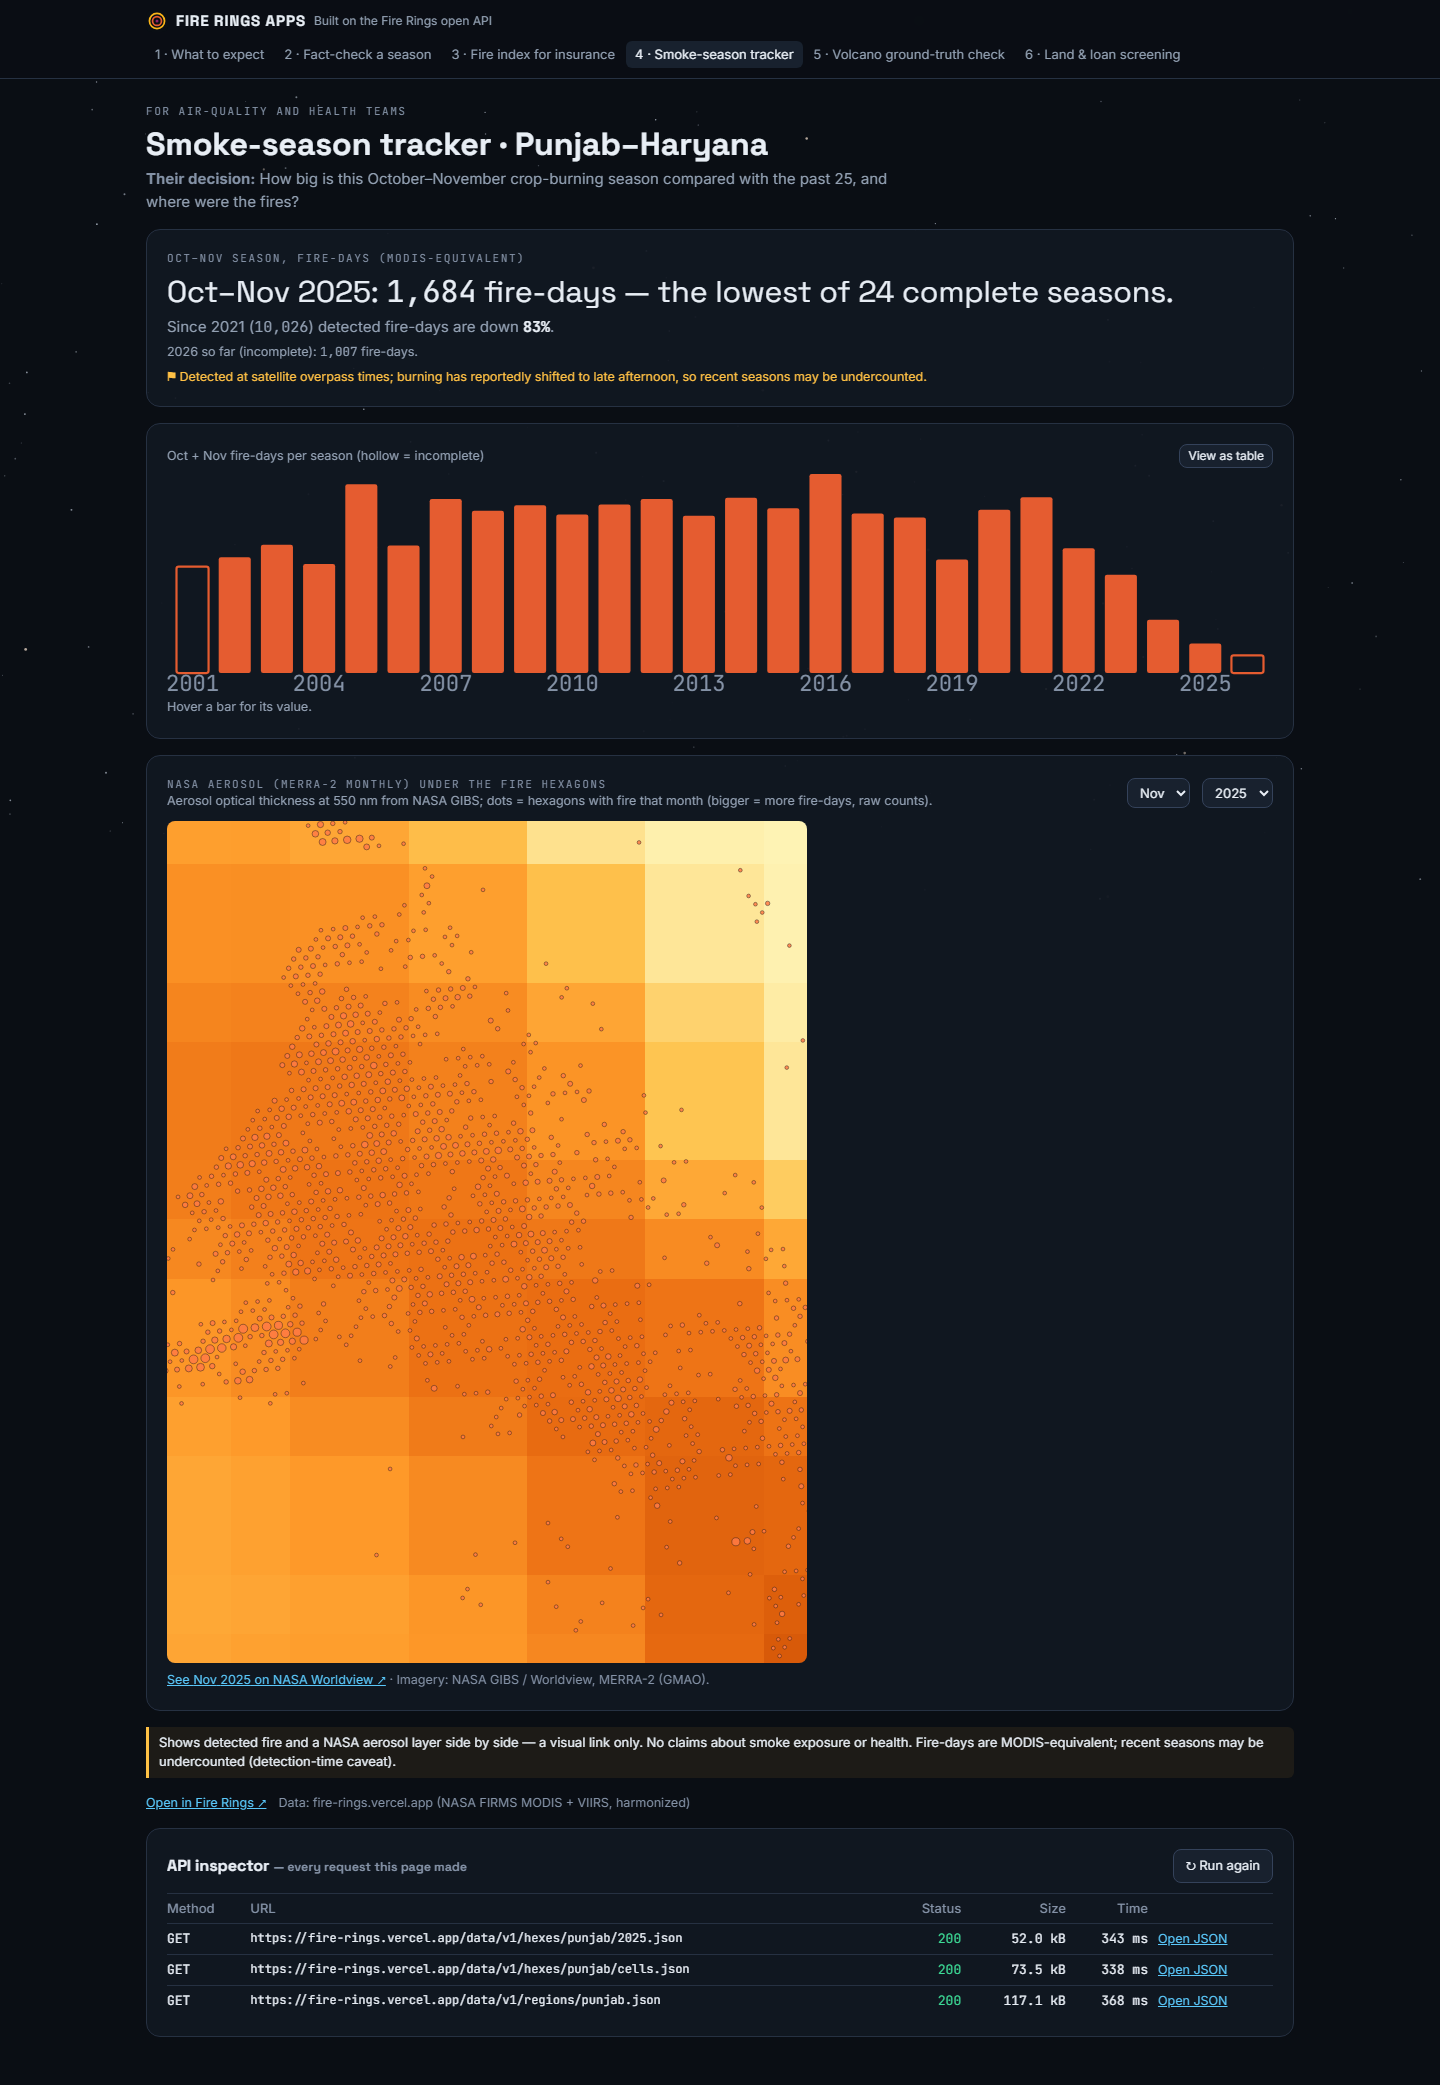 FIRE RINGS APPS Built on the Fire Rings open API
1 · What to expect 2 · Fact-check a season 3 · Fire index for insurance 4 · Smoke-season tracker 5 · Volcano ground-truth check 6 · Land & loan screening
FOR AIR-QUALITY AND HEALTH TEAMS
Smoke-season tracker · Punjab–Haryana
Their decision: How big is this October–November crop-burning season compared with the past 25, and
where were the fires?
OCT–NOV SEASON, FIRE-DAYS (MODIS-EQUIVALENT)
Oct–Nov 2025: 1,684 fire-days — the lowest of 24 complete seasons.
Since 2021 (10,026) detected fire-days are down 83%.
2026 so far (incomplete): 1,007 fire-days.
⚑ Detected at satellite overpass times; burning has reportedly shifted to late afternoon, so recent seasons may be undercounted.
Oct + Nov fire-days per season (hollow = incomplete) View as table
2001 2004 2007 2010 2013 2016 2019 2022 2025
Hover a bar for its value.
NASA AEROSOL (MERRA-2 MONTHLY) UNDER THE FIRE HEXAGONS
Aerosol optical thickness at 550 nm from NASA GIBS; dots = hexagons with fire that month (bigger = more fire-days, raw counts). Nov 2025
See Nov 2025 on NASA Worldview ↗ · Imagery: NASA GIBS / Worldview, MERRA-2 (GMAO).
Shows detected fire and a NASA aerosol layer side by side — a visual link only. No claims about smoke exposure or health. Fire-days are MODIS-equivalent; recent seasons may be
undercounted (detection-time caveat).
Open in Fire Rings ↗ Data: fire-rings.vercel.app (NASA FIRMS MODIS + VIIRS, harmonized)
API inspector — every request this page made ↻ Run again
Method URL Status Size Time
GET https://fire-rings.vercel.app/data/v1/hexes/punjab/2025.json 200 52.0 kB 343 ms Open JSON
GET https://fire-rings.vercel.app/data/v1/hexes/punjab/cells.json 200 73.5 kB 338 ms Open JSON
GET https://fire-rings.vercel.app/data/v1/regions/punjab.json 200 117.1 kB 368 ms Open JSON